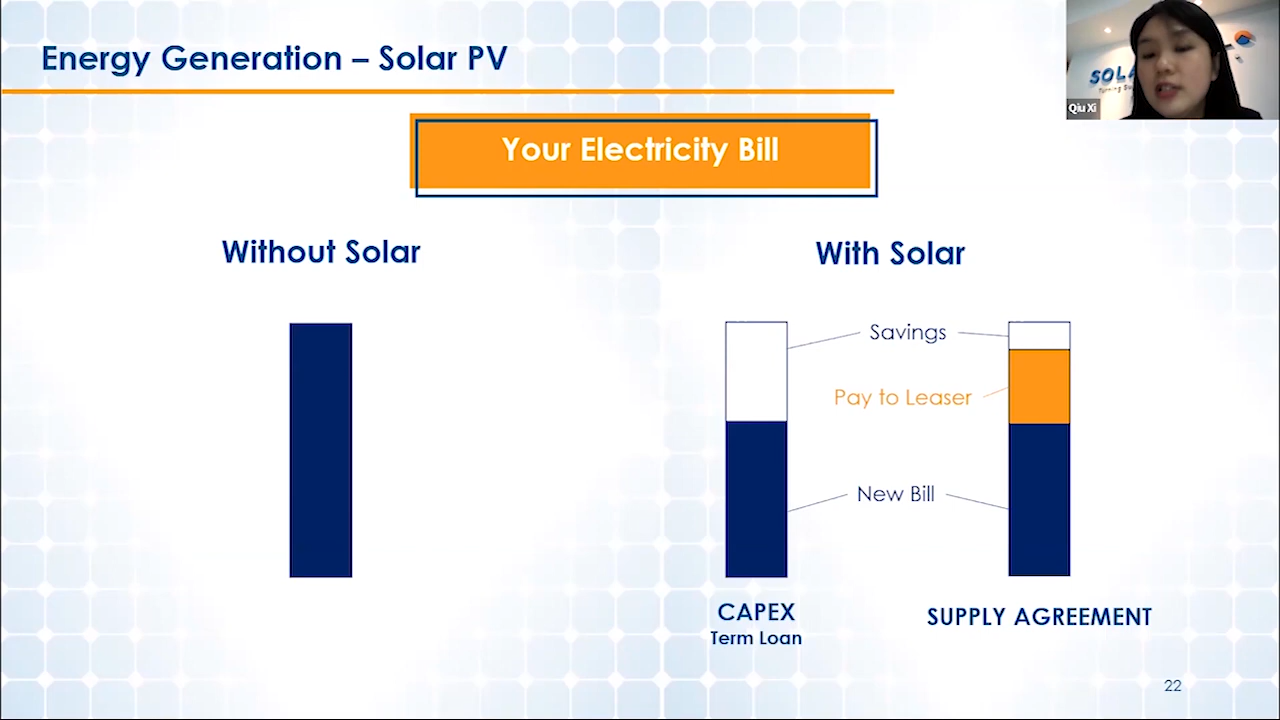 Energy Generation – Solar PV
SOLA
Qiu Xi
Your Electricity Bill
Without Solar
With Solar
Savings
Pay to Leaser
New Bill
CAPEX
Term Loan
SUPPLY AGREEMENT
22